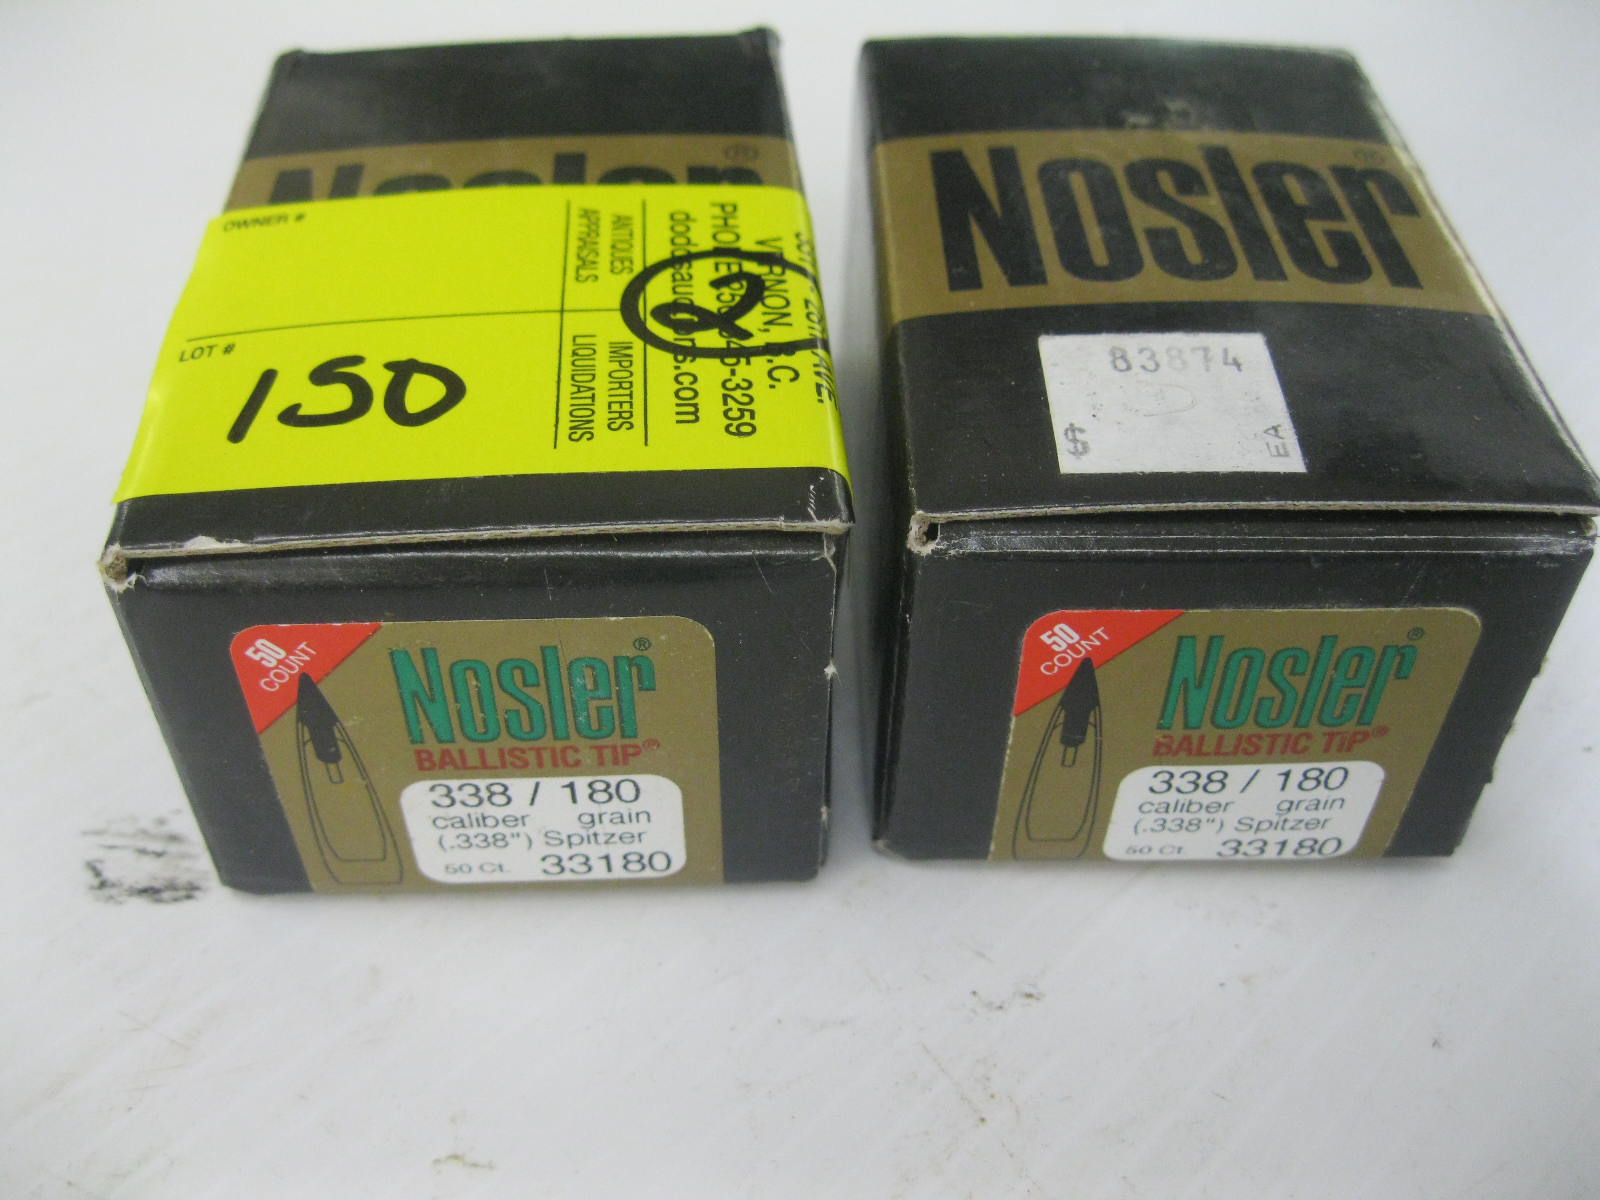 Nosler®
OWNER #
LOT #
150
2
VERNON, B.C.
doddsauctions.com
ANTIQUES
APPRAISALS
IMPORTERS
LIQUIDATIONS
50
COUNT
Nosler®
BALLISTIC TIP®
338 / 180
caliber grain
(.338") Spitzer
50 Ct. 33180
Nosler®
83874
$ EA
50
COUNT
Nosler®
BALLISTIC TIP®
338 / 180
caliber grain
(.338") Spitzer
50 Ct. 33180